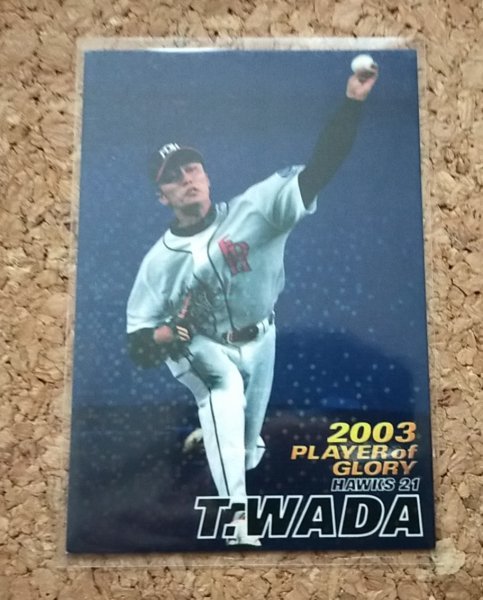 2003
PLAYER of
GLORY
HAWKS 21
T.WADA